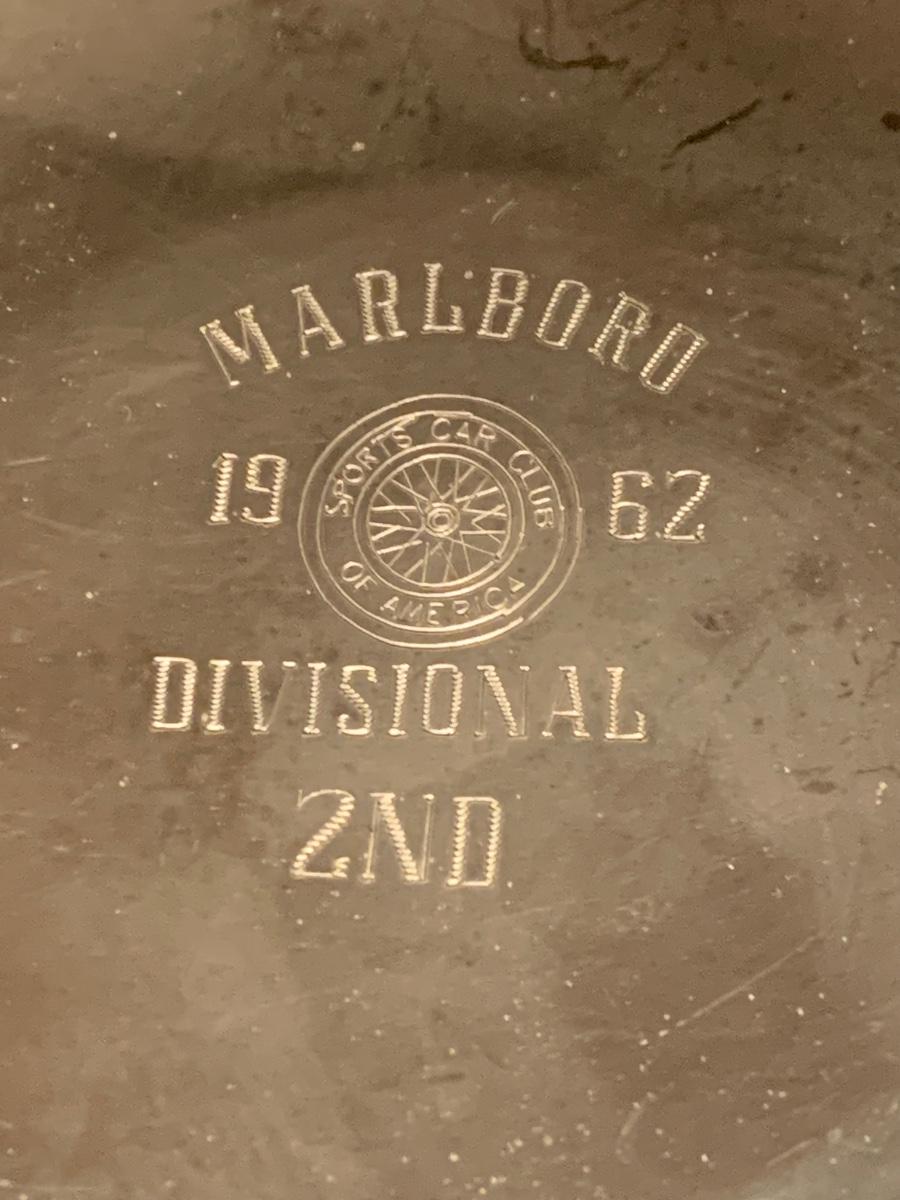 MARLBORO
19 62
SPORTS CAR CLUB
OF AMERICA
DIVISIONAL
2ND